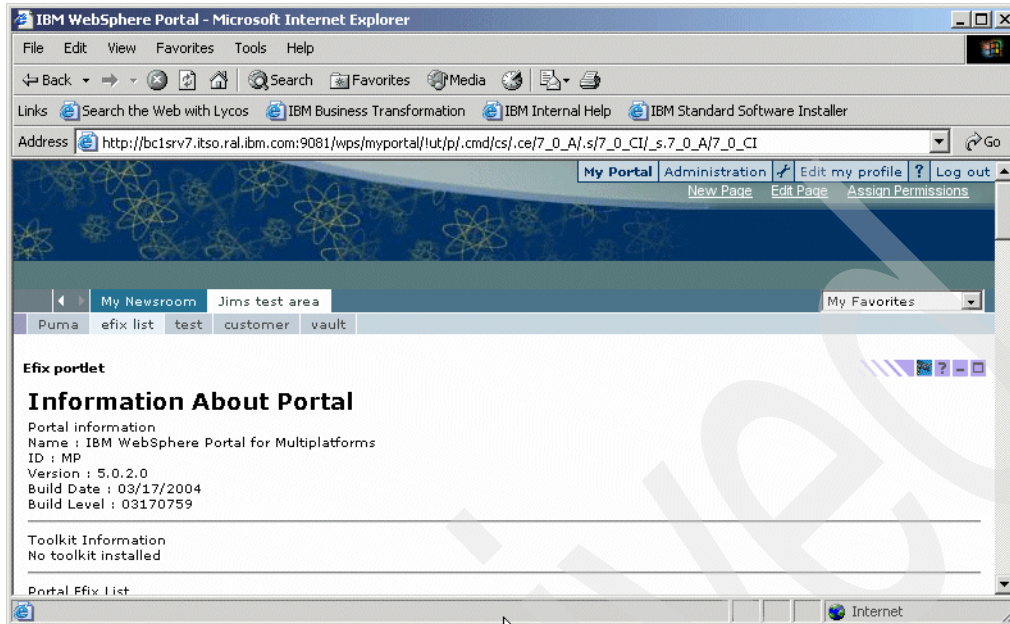 IBM WebSphere Portal - Microsoft Internet Explorer
File Edit View Favorites Tools Help
Back Search Favorites Media
Links Search the Web with Lycos IBM Business Transformation IBM Internal Help IBM Standard Software Installer
Address http://bc1srv7.itso.ral.ibm.com:9081/wps/myportal/!ut/p/.cmd/cs/.ce/7_0_A/.s/7_0_CI/_s.7_0_A/7_0_CI Go
My Portal Administration Edit my profile ? Log out
New Page Edit Page Assign Permissions
My Newsroom Jims test area My Favorites
Puma efix list test customer vault
Efix portlet ?
Information About Portal
Portal information
Name : IBM WebSphere Portal for Multiplatforms
ID : MP
Version : 5.0.2.0
Build Date : 03/17/2004
Build Level : 03170759
Toolkit Information
No toolkit installed
Portal Efix List
Internet